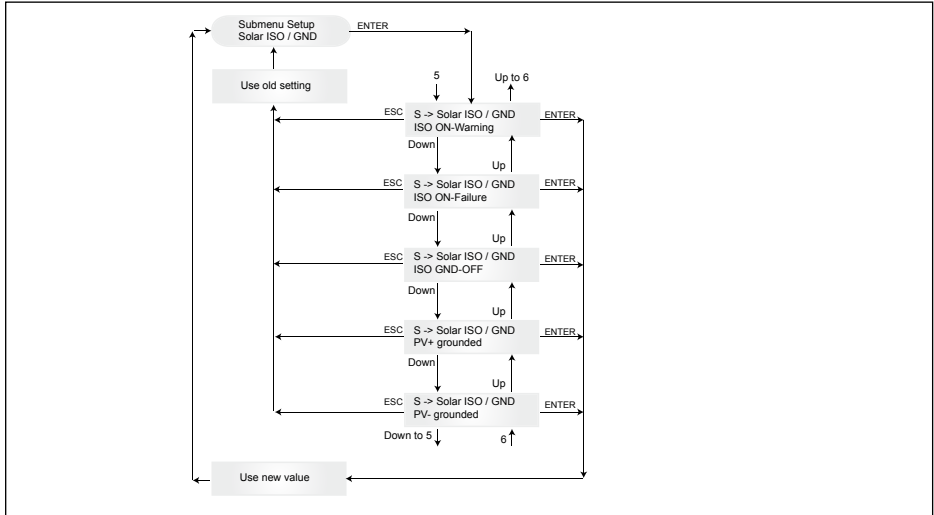 Submenu Setup
Solar ISO / GND
ENTER
Use old setting
5
Up to 6
ESC
S -> Solar ISO / GND
ISO ON-Warning
ENTER
Down
Up
ESC
S -> Solar ISO / GND
ISO ON-Failure
ENTER
Down
Up
ESC
S -> Solar ISO / GND
ISO GND-OFF
ENTER
Down
Up
ESC
S -> Solar ISO / GND
PV+ grounded
ENTER
Down
Up
ESC
S -> Solar ISO / GND
PV- grounded
ENTER
Down to 5
6
Use new value